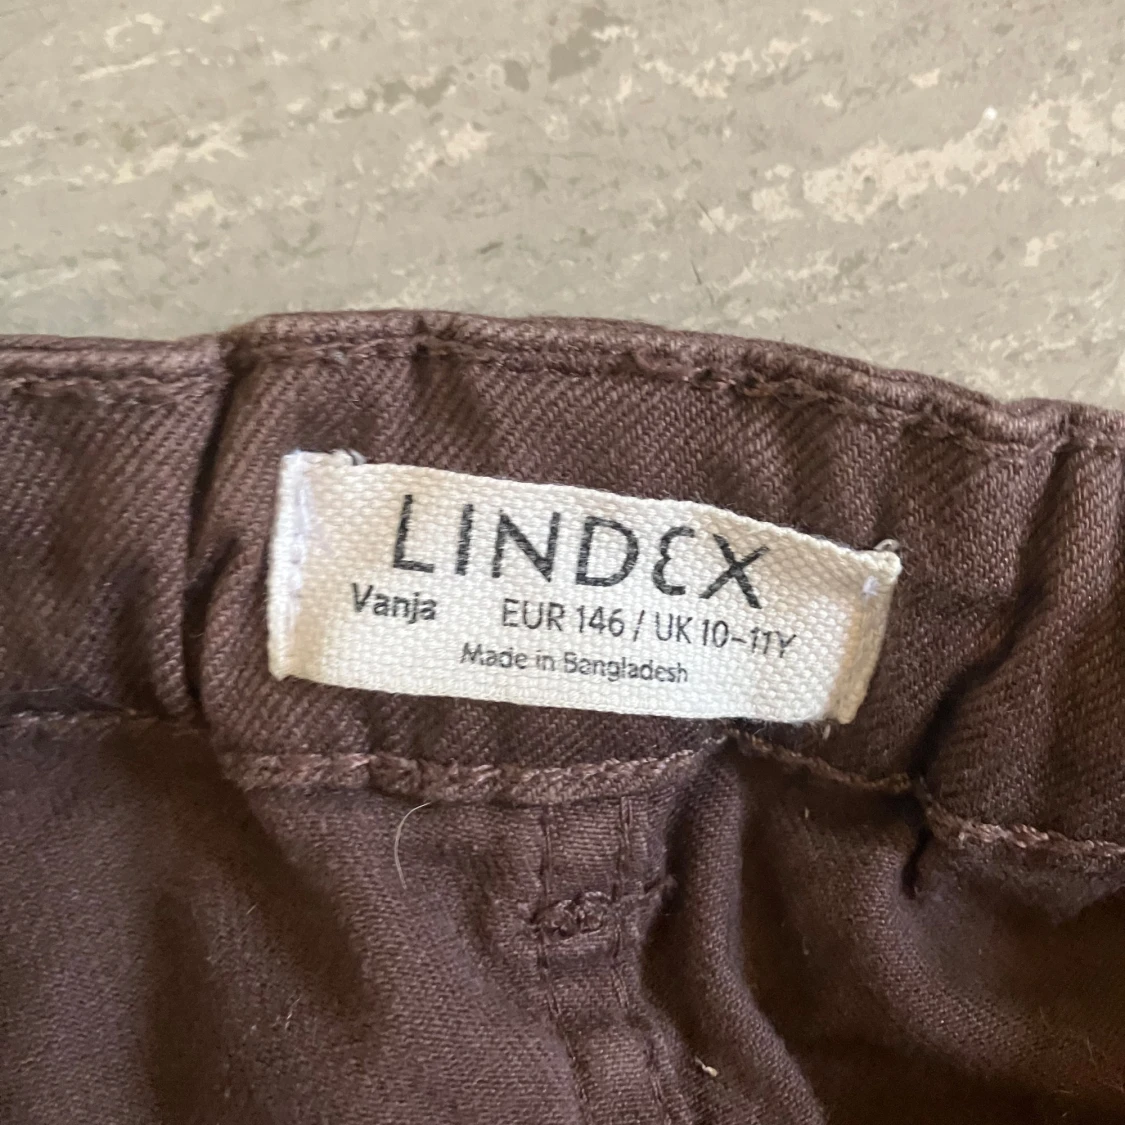 LINDEX
Vanja EUR 146 / UK 10-11Y
Made in Bangladesh